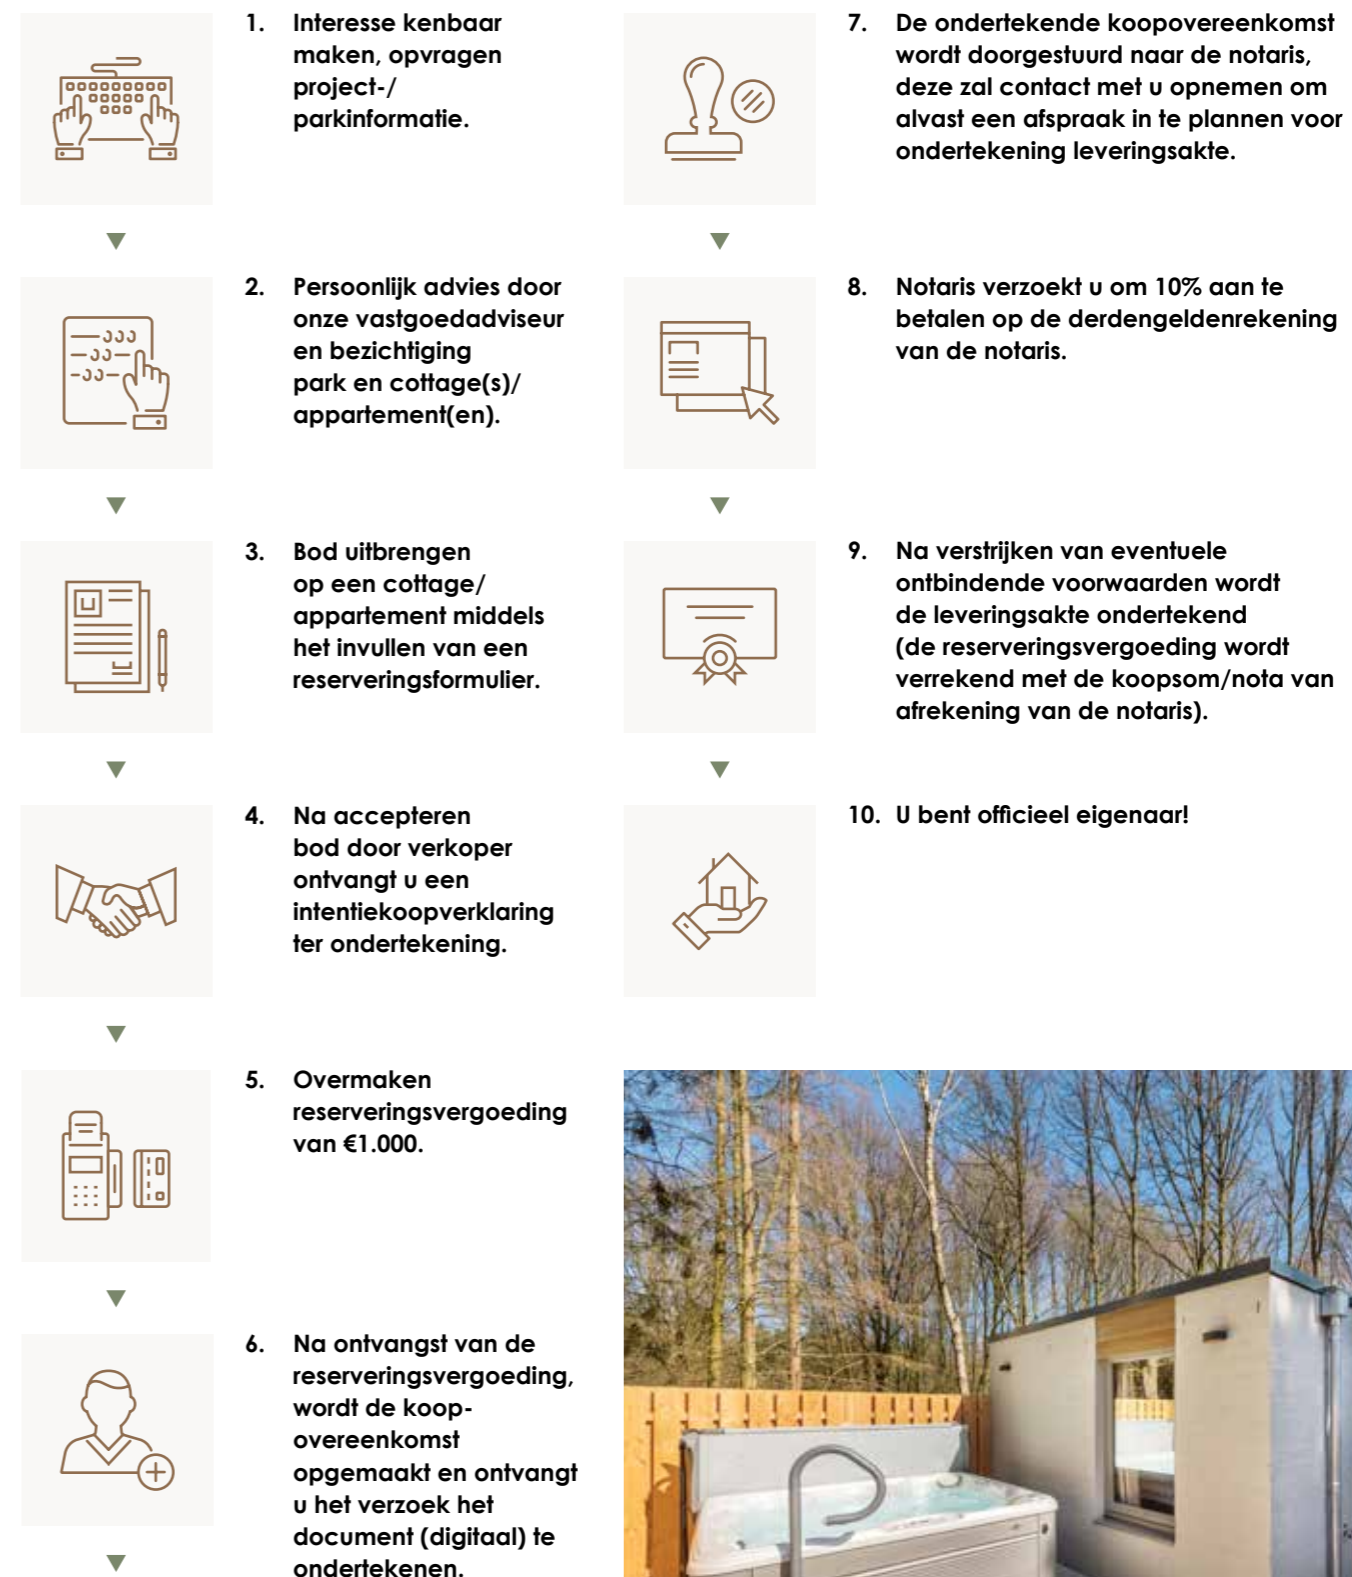 1. Interesse kenbaar
maken, opvragen
project-/
parkinformatie.
2. Persoonlijk advies door
onze vastgoedadviseur
en bezichtiging
park en cottage(s)/
appartement(en).
3. Bod uitbrengen
op een cottage/
appartement middels
het invullen van een
reserveringsformulier.
4. Na accepteren
bod door verkoper
ontvangt u een
intentiekoopverklaring
ter ondertekening.
5. Overmaken
reserveringsvergoeding
van €1.000.
6. Na ontvangst van de
reserveringsvergoeding,
wordt de koop-
overeenkomst
opgemaakt en ontvangt
u het verzoek het
document (digitaal) te
ondertekenen.
7. De ondertekende koopovereenkomst
wordt doorgestuurd naar de notaris,
deze zal contact met u opnemen om
alvast een afspraak in te plannen voor
ondertekening leveringsakte.
8. Notaris verzoekt u om 10% aan te
betalen op de derdengeldenrekening
van de notaris.
9. Na verstrijken van eventuele
ontbindende voorwaarden wordt
de leveringsakte ondertekend
(de reserveringsvergoeding wordt
verrekend met de koopsom/nota van
afrekening van de notaris).
10. U bent officieel eigenaar!